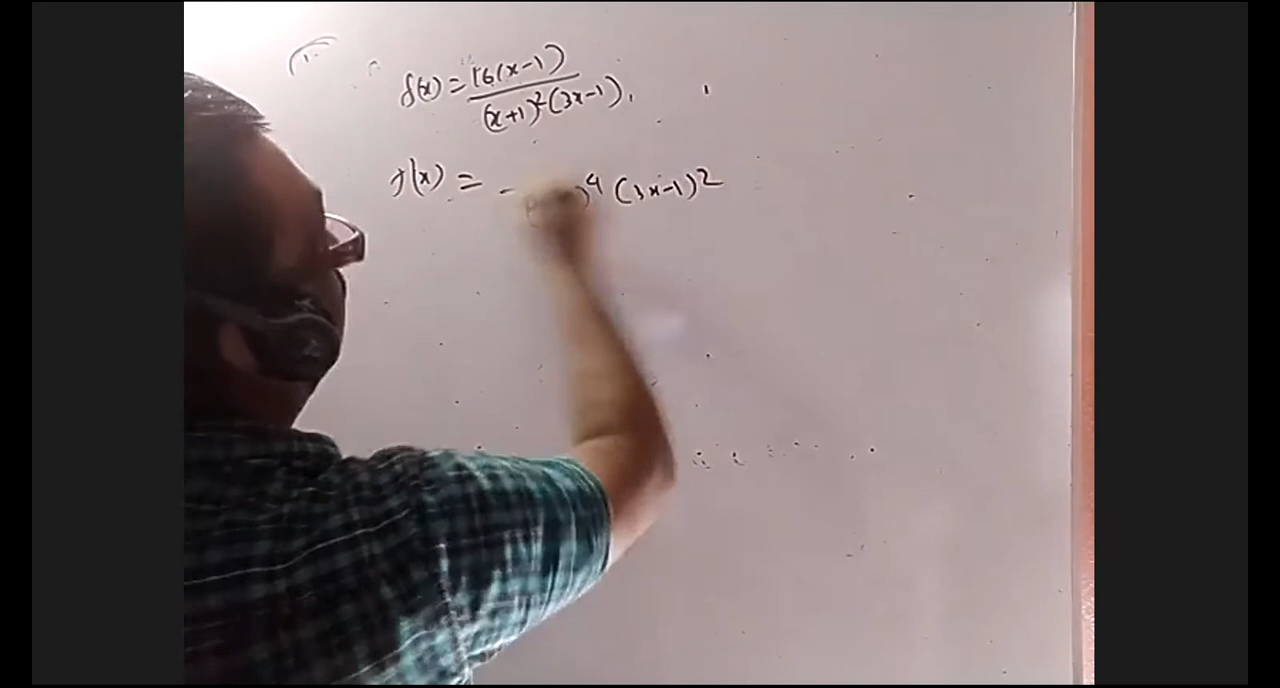 f(x) = 16(x-1) / (x+1)²(3x-1),
f(x) = - )⁴ (3x-1)²